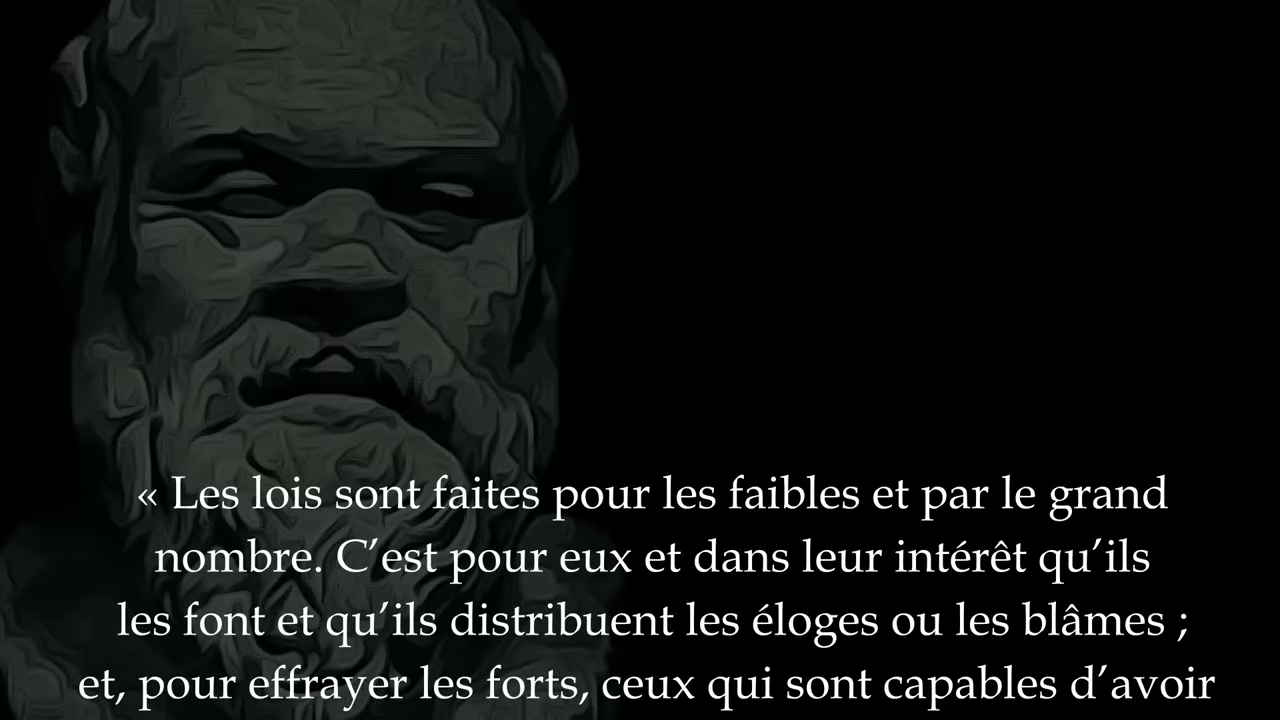 « Les lois sont faites pour les faibles et par le grand
nombre. C’est pour eux et dans leur intérêt qu’ils
les font et qu’ils distribuent les éloges ou les blâmes ;
et, pour effrayer les forts, ceux qui sont capables d’avoir